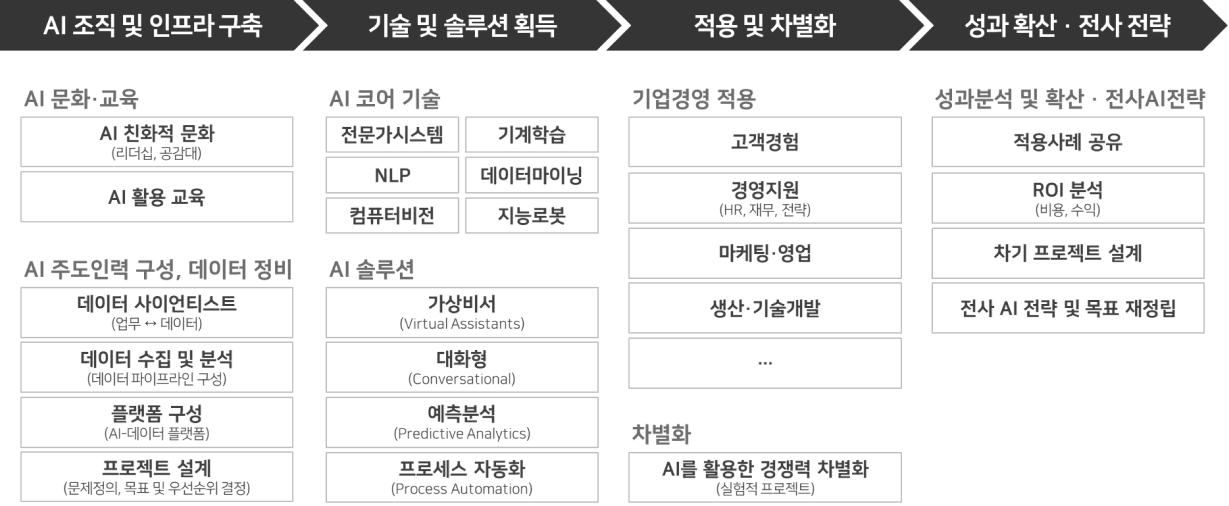 AI 조직 및 인프라 구축
기술 및 솔루션 획득
적용 및 차별화
성과 확산 · 전사 전략
AI 문화·교육
AI 친화적 문화
(리더십, 공감대)
AI 활용 교육
AI 주도인력 구성, 데이터 정비
데이터 사이언티스트
(업무 ↔ 데이터)
데이터 수집 및 분석
(데이터 파이프라인 구성)
플랫폼 구성
(AI-데이터 플랫폼)
프로젝트 설계
(문제정의, 목표 및 우선순위 결정)
AI 코어 기술
전문가시스템
기계학습
NLP
데이터마이닝
컴퓨터비전
지능로봇
AI 솔루션
가상비서
(Virtual Assistants)
대화형
(Conversational)
예측분석
(Predictive Analytics)
프로세스 자동화
(Process Automation)
기업경영 적용
고객경험
경영지원
(HR, 재무, 전략)
마케팅·영업
생산·기술개발
...
차별화
AI를 활용한 경쟁력 차별화
(실험적 프로젝트)
성과분석 및 확산 · 전사AI전략
적용사례 공유
ROI 분석
(비용, 수익)
차기 프로젝트 설계
전사 AI 전략 및 목표 재정립